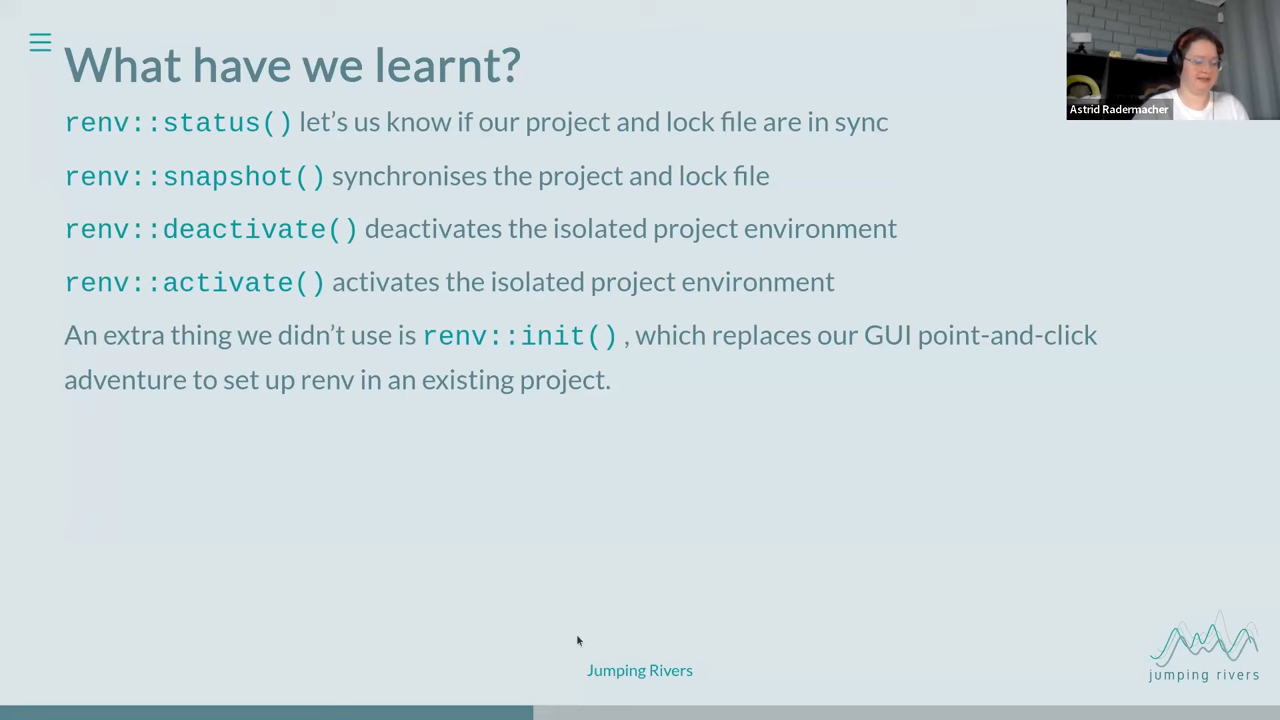 What have we learnt?
renv::status() let's us know if our project and lock file are in sync
renv::snapshot() synchronises the project and lock file
renv::deactivate() deactivates the isolated project environment
renv::activate() activates the isolated project environment
An extra thing we didn't use is renv::init() , which replaces our GUI point-and-click
adventure to set up renv in an existing project.
Astrid Radermacher
Jumping Rivers
jumping rivers